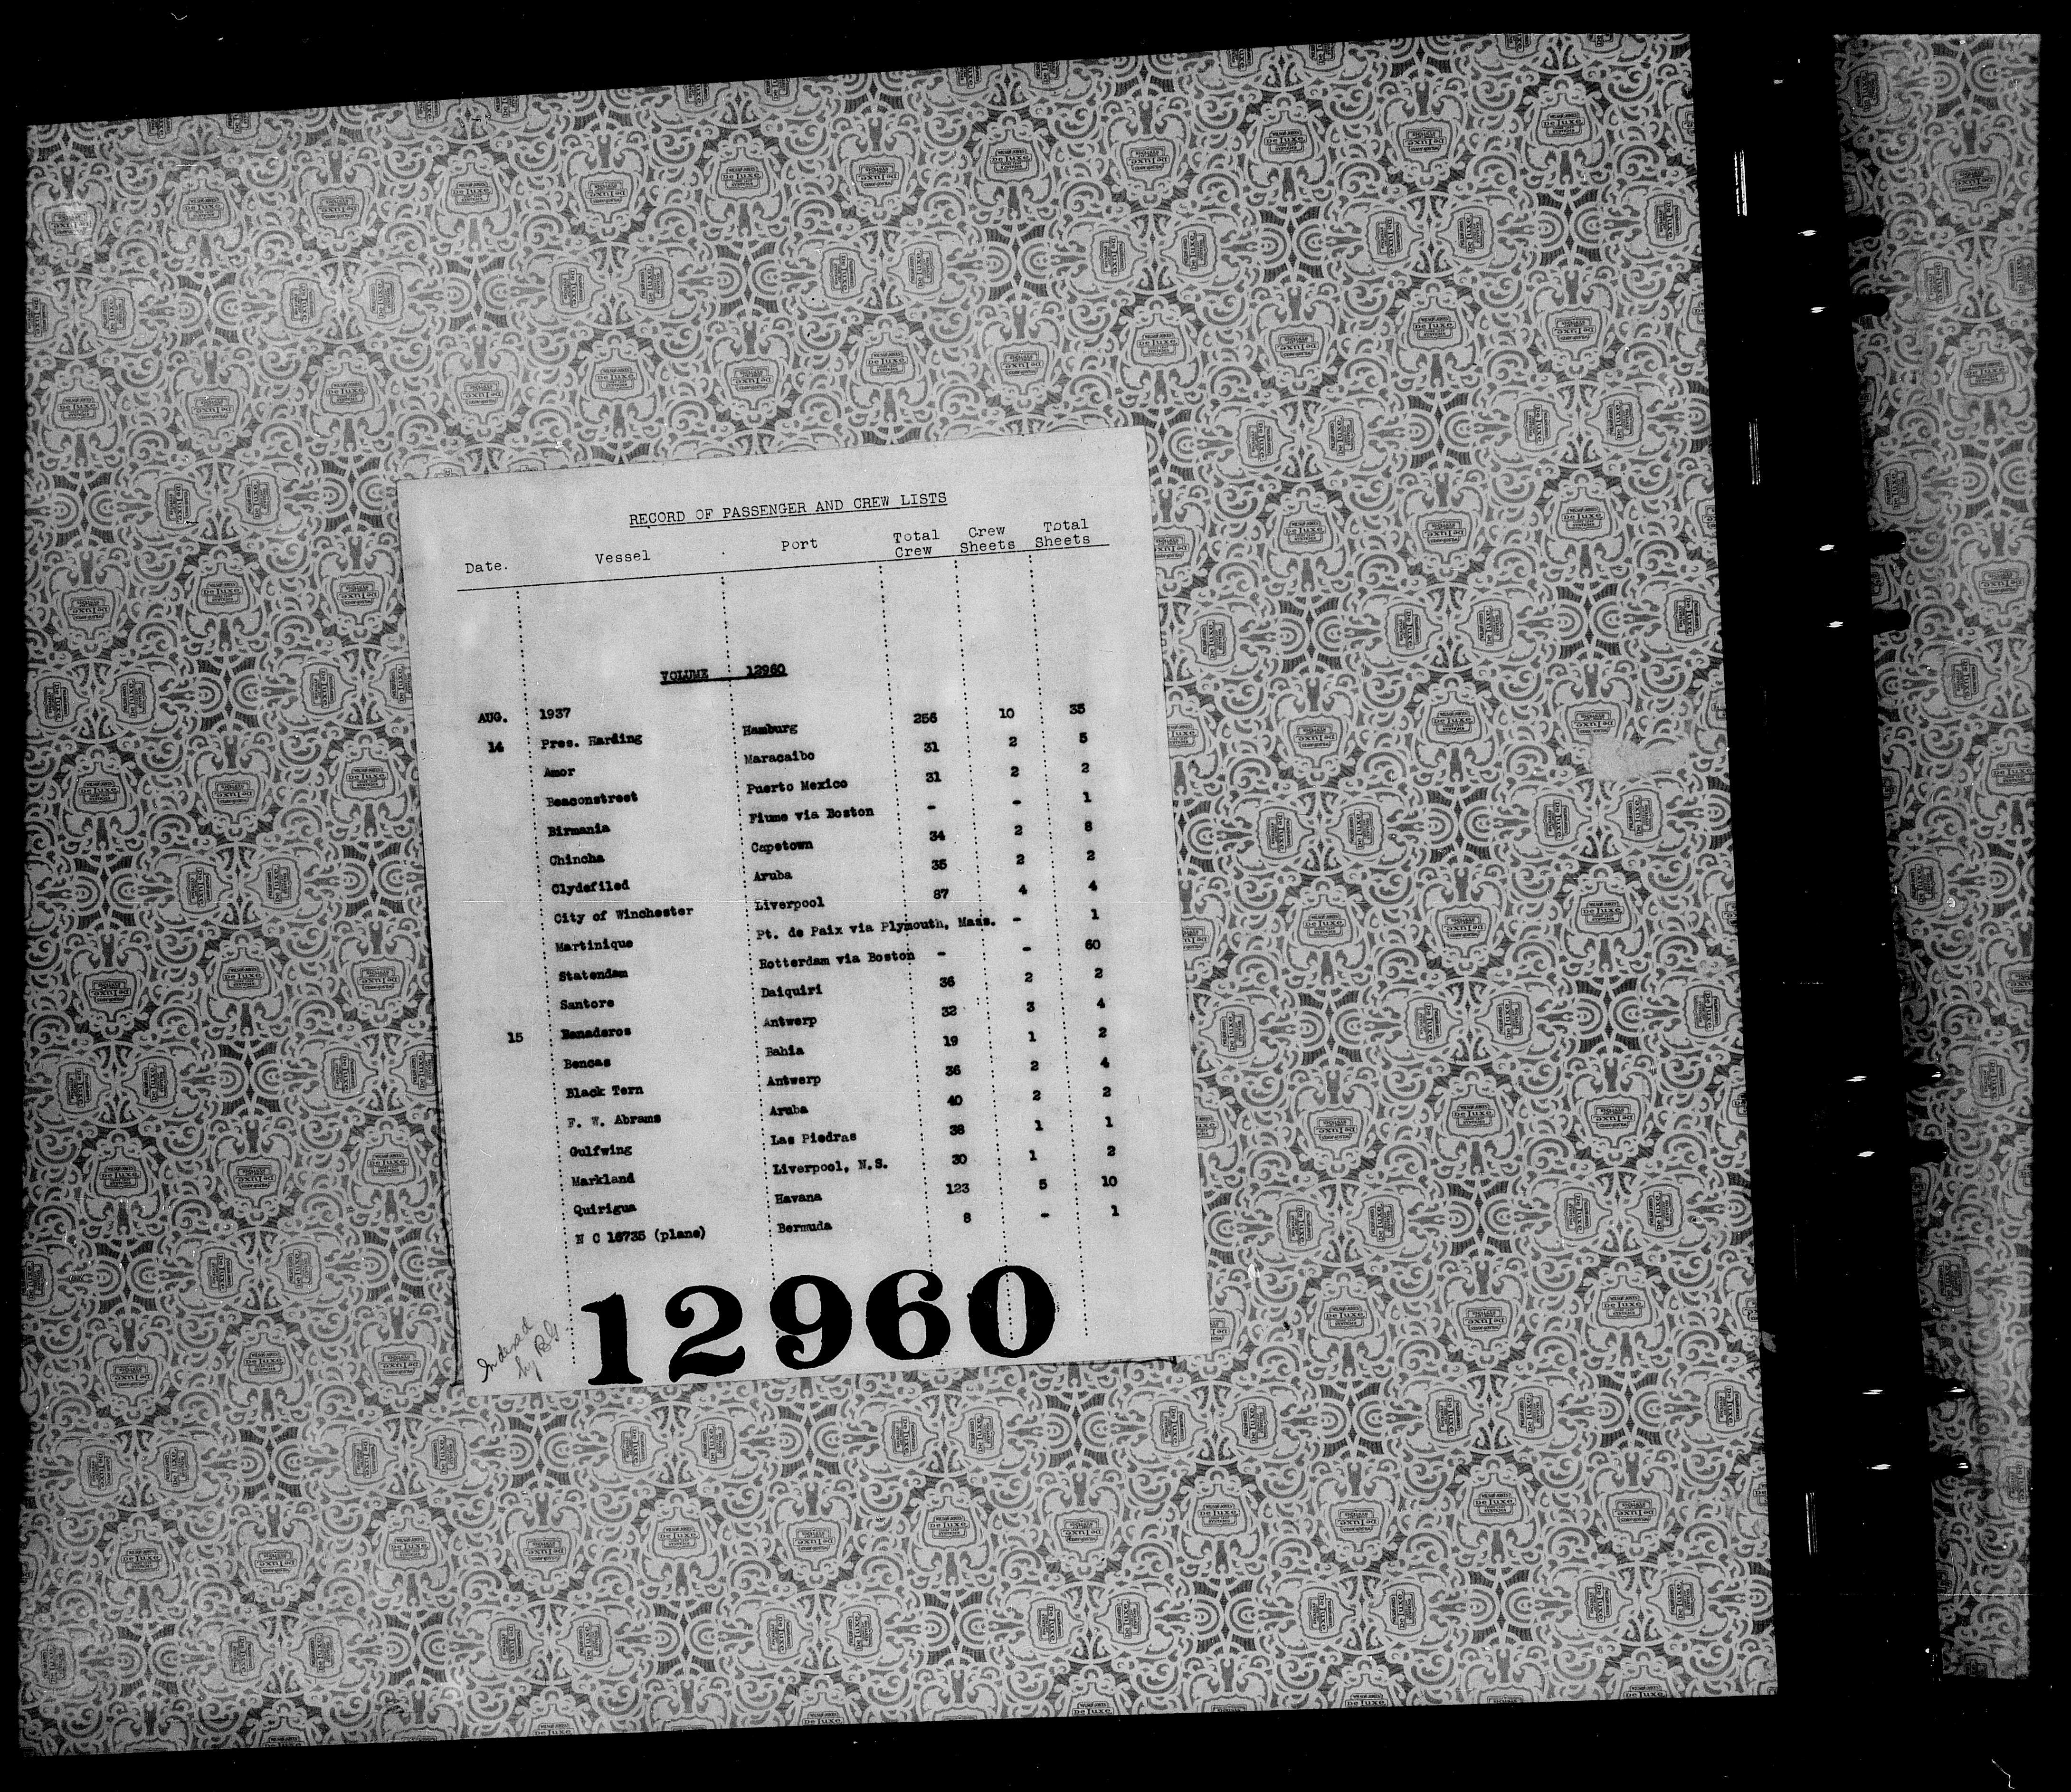 RECORD OF PASSENGER AND CREW LISTS
Date. Vessel Port Total Crew Crew Sheets Total Sheets
VOLUME 12960
AUG. 1937
14 Pres. Harding Hamburg 256 10 35
Amor Maracaibo 31 2 5
Beaconstreet Puerto Mexico 31 2 2
Birmania Fiume via Boston - - 1
Chincha Capetown 34 2 8
Clydefiled Aruba 35 2 2
City of Winchester Liverpool 87 4 4
Martinique Pt. de Paix via Plymouth, Mass. - 1
Statendam Rotterdam via Boston - - 60
Santore Daiquiri 36 2 2
15 Benaderos Antwerp 32 3 4
Bencas Bahia 19 1 2
Black Tern Antwerp 36 2 4
F. W. Abrams Aruba 40 2 2
Gulfwing Las Piedras 38 1 1
Markland Liverpool, N.S. 30 1 2
Quirigua Havana 123 5 10
N C 16735 (plane) Bermuda 8 - 1
12960
Indexed
by